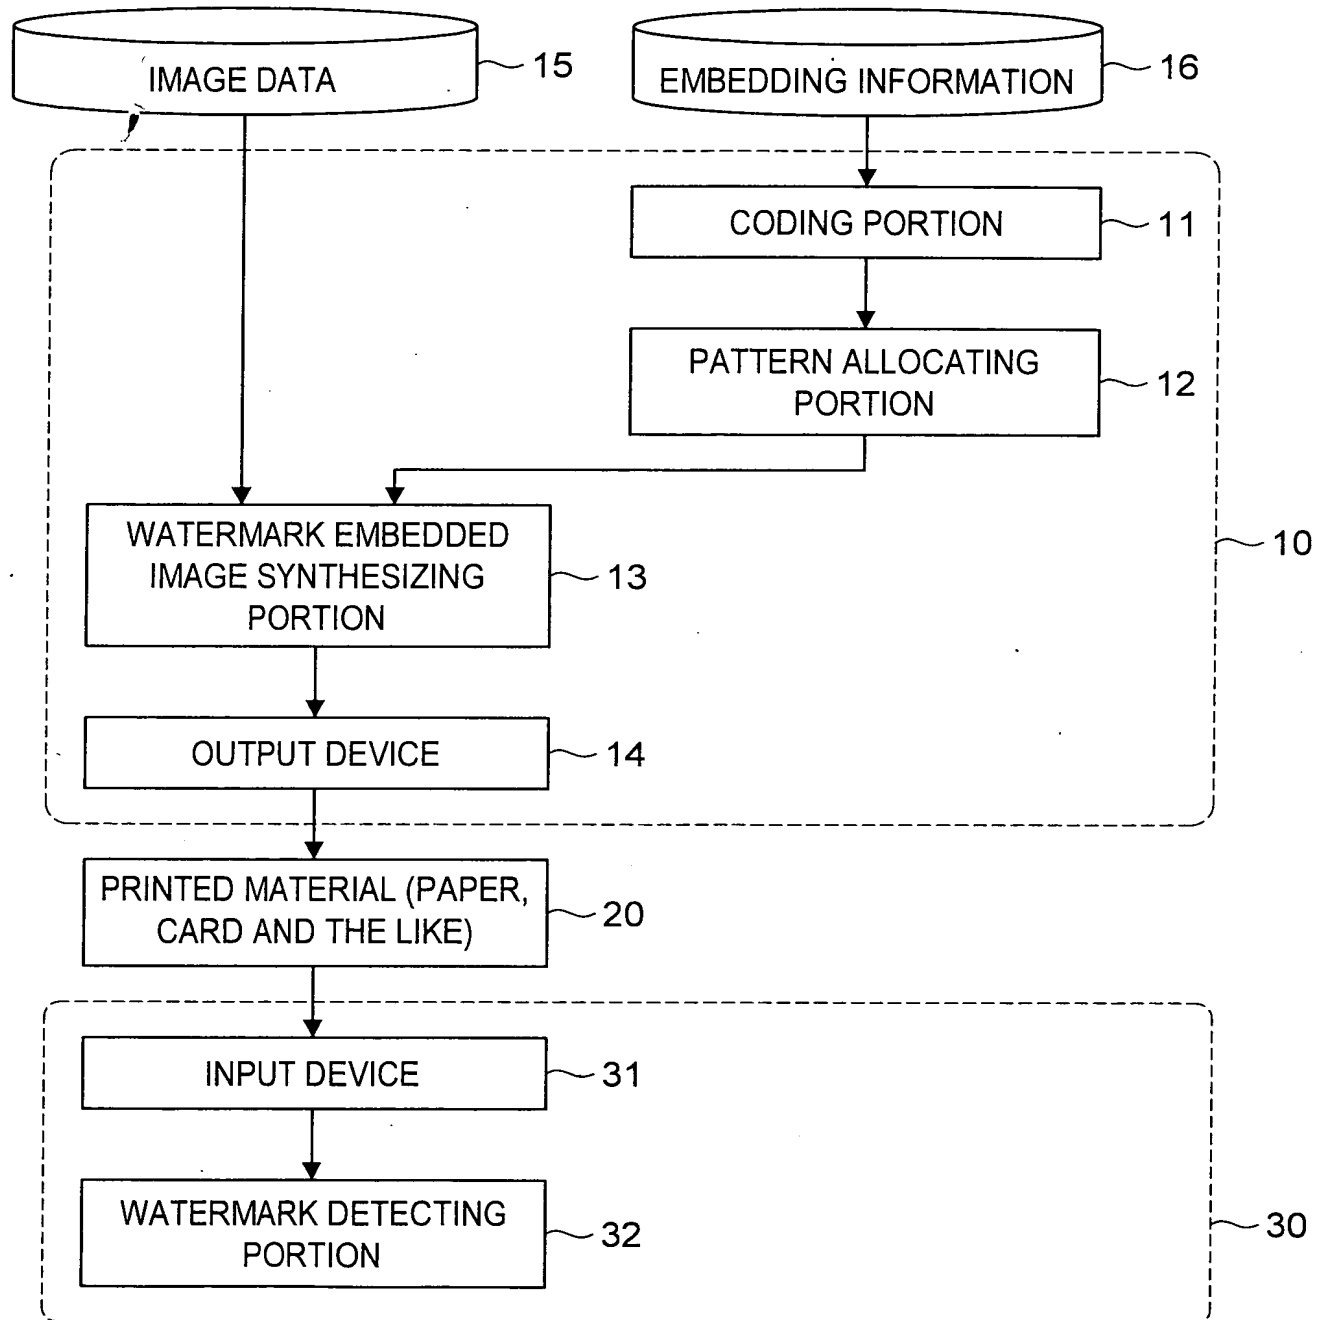 IMAGE DATA
15
EMBEDDING INFORMATION
16
CODING PORTION
11
PATTERN ALLOCATING
PORTION
12
WATERMARK EMBEDDED
IMAGE SYNTHESIZING
PORTION
13
10
OUTPUT DEVICE
14
PRINTED MATERIAL (PAPER,
CARD AND THE LIKE)
20
INPUT DEVICE
31
WATERMARK DETECTING
PORTION
32
30